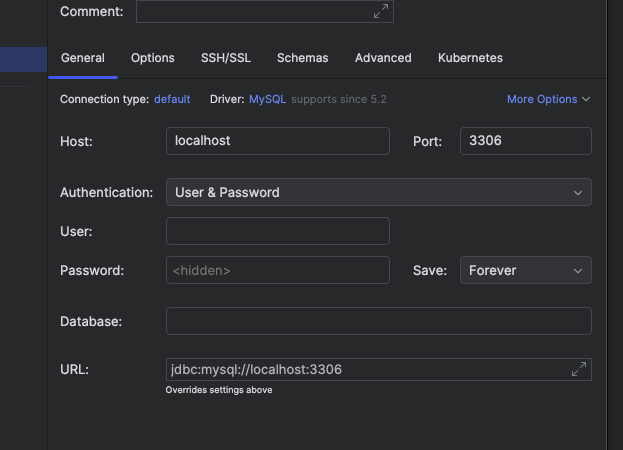 Comment:
General Options SSH/SSL Schemas Advanced Kubernetes
Connection type: default Driver: MySQL supports since 5.2 More Options
Host: localhost Port: 3306
Authentication: User & Password
User:
Password: <hidden> Save: Forever
Database:
URL: jdbc:mysql://localhost:3306
Overrides settings above